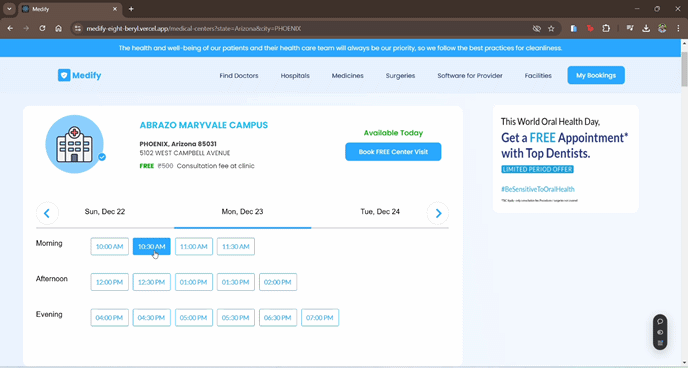 Medify
medify-eight-beryl.vercel.app/medical-centers?state=Arizona&city=PHOENIX
The health and well-being of our patients and their health care team will always be our priority, so we follow the best practices for cleanliness.
Medify
Find Doctors
Hospitals
Medicines
Surgeries
Software for Provider
Facilities
My Bookings
ABRAZO MARYVALE CAMPUS
PHOENIX, Arizona 85031
5102 WEST CAMPBELL AVENUE
FREE ₹500 Consultation fee at clinic
Available Today
Book FREE Center Visit
This World Oral Health Day,
Get a FREE Appointment*
with Top Dentists.
LIMITED PERIOD OFFER
#BeSensitiveToOralHealth
Sun, Dec 22
Mon, Dec 23
Tue, Dec 24
Morning
10:00 AM
10:30 AM
11:00 AM
11:30 AM
Afternoon
12:00 PM
12:30 PM
01:00 PM
01:30 PM
02:00 PM
Evening
04:00 PM
04:30 PM
05:00 PM
05:30 PM
06:30 PM
07:00 PM